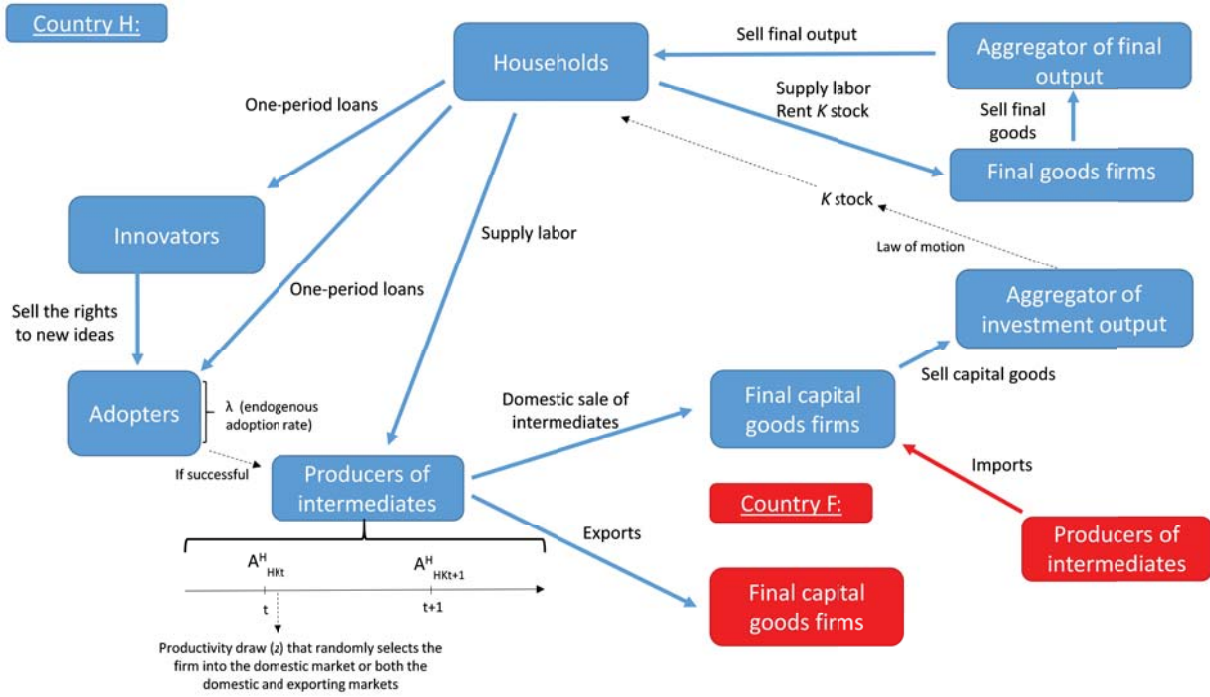 Country H:
Households
Sell final output
Aggregator of final
output
One-period loans
Supply labor
Rent K stock
Sell final
goods
Final goods firms
K stock
Innovators
Supply labor
Law of motion
One-period loans
Aggregator of
investment output
Sell the rights
to new ideas
Sell capital goods
Adopters
λ (endogenous
adoption rate)
Domestic sale of
intermediates
Final capital
goods firms
If successful
Producers of
intermediates
Imports
Country F:
Exports
Producers of
intermediates
A^H_HKt
A^H_HKt+1
t
t+1
Final capital
goods firms
Productivity draw (z) that randomly selects the
firm into the domestic market or both the
domestic and exporting markets